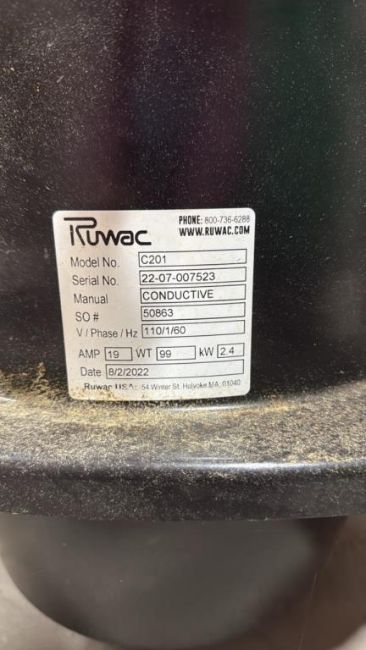 Ruwac
PHONE: 800-736-6288
WWW.RUWAC.COM
Model No. C201
Serial No. 22-07-007523
Manual CONDUCTIVE
SO # 50863
V / Phase / Hz 110/1/60
AMP 19 WT 99 kW 2.4
Date 8/2/2022
Ruwac USA: 54 Winter St. Holyoke MA, 01040